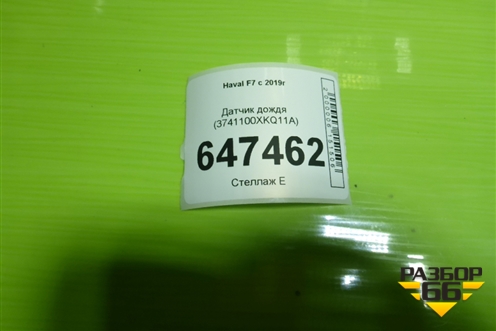 Haval F7 с 2019г
Датчик дождя
(3741100XKQ11A)
647462
Стеллаж Е
РАЗБОР
66